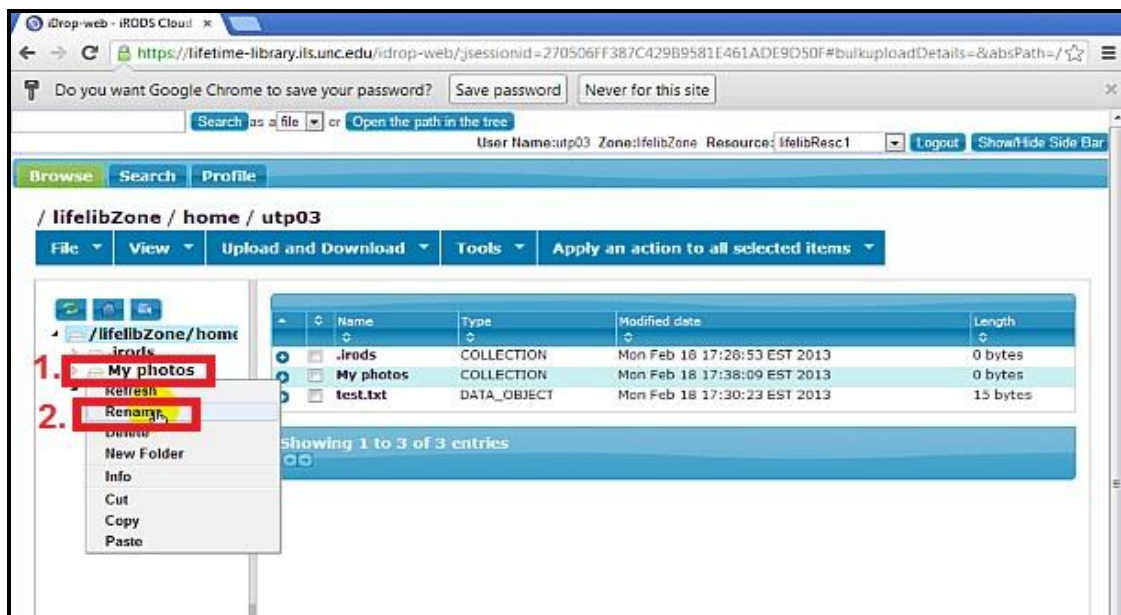 iDrop-web - iRODS Cloud
https://lifetime-library.ils.unc.edu/idrop-web/;jsessionid=270506FF387C429B9581E461ADE9D50F#bulkuploadDetails=&absPath=/
Do you want Google Chrome to save your password? Save password Never for this site
Search as a file or Open the path in the tree
User Name:utp03 Zone:lifelibZone Resource: lifelibResc1 Logout Show/Hide Side Bar
Browse Search Profile
/ lifelibZone / home / utp03
File View Upload and Download Tools Apply an action to all selected items
/lifelibZone/home
Name Type Modified date Length
.irods
.irods COLLECTION Mon Feb 18 17:28:53 EST 2013 0 bytes
1. My photos
My photos COLLECTION Mon Feb 18 17:38:09 EST 2013 0 bytes
test.txt DATA_OBJECT Mon Feb 18 17:30:23 EST 2013 15 bytes
Refresh
2. Rename
Delete
New Folder
Info
Cut
Copy
Paste
Showing 1 to 3 of 3 entries